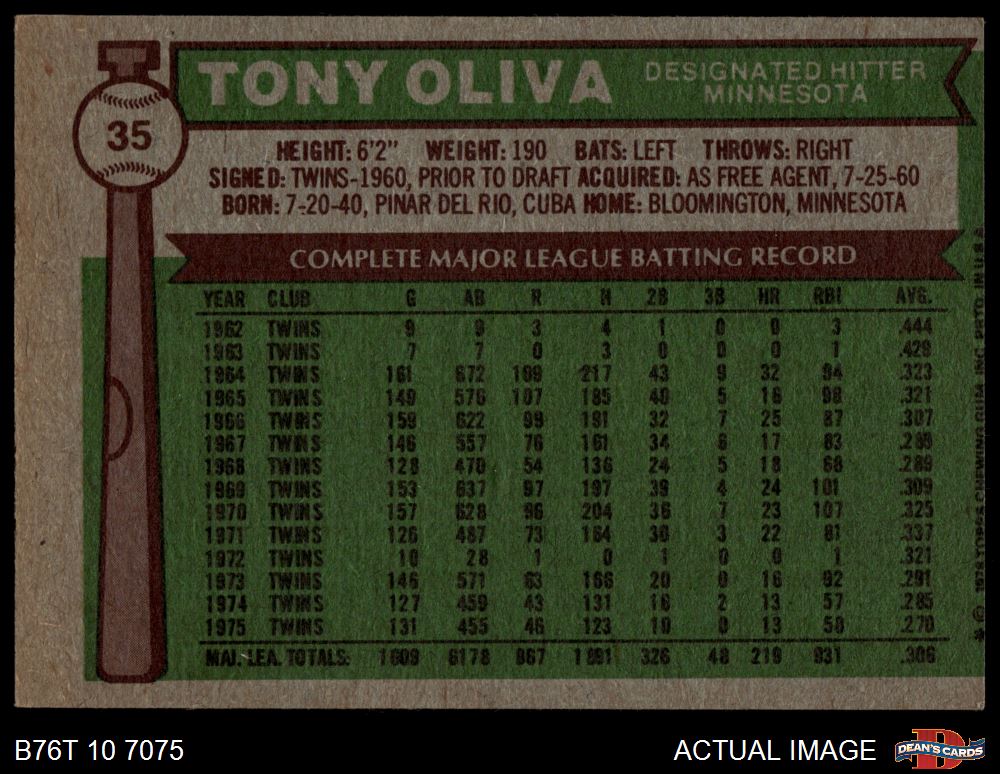 35
TONY OLIVA
DESIGNATED HITTER
MINNESOTA
HEIGHT: 6'2" WEIGHT: 190 BATS: LEFT THROWS: RIGHT
SIGNED: TWINS-1960, PRIOR TO DRAFT ACQUIRED: AS FREE AGENT, 7-25-60
BORN: 7-20-40, PINAR DEL RIO, CUBA HOME: BLOOMINGTON, MINNESOTA
COMPLETE MAJOR LEAGUE BATTING RECORD
YEAR CLUB G AB R H 2B 3B HR RBI AVG.
1962 TWINS 9 9 3 4 1 0 0 3 .444
1963 TWINS 7 7 0 3 0 0 0 1 .429
1964 TWINS 161 672 109 217 43 9 32 94 .323
1965 TWINS 149 576 107 185 40 5 16 98 .321
1966 TWINS 159 622 99 191 32 7 25 87 .307
1967 TWINS 146 557 76 161 34 6 17 83 .289
1968 TWINS 128 470 54 136 24 5 18 68 .289
1969 TWINS 153 637 97 197 39 4 24 101 .309
1970 TWINS 157 628 96 204 36 7 23 107 .325
1971 TWINS 126 487 73 164 30 3 22 81 .337
1972 TWINS 10 28 1 9 1 0 0 1 .321
1973 TWINS 146 571 63 166 20 0 16 92 .291
1974 TWINS 127 459 43 131 16 2 13 57 .285
1975 TWINS 131 455 46 123 10 0 13 58 .270
MAJ. LEA. TOTALS: 1609 6178 867 1891 326 48 219 931 .306
* © 1976 TOPPS CHEWING GUM, INC. PRTD. IN U.S.A.
B76T 10 7075
ACTUAL IMAGE
DEAN'S CARDS